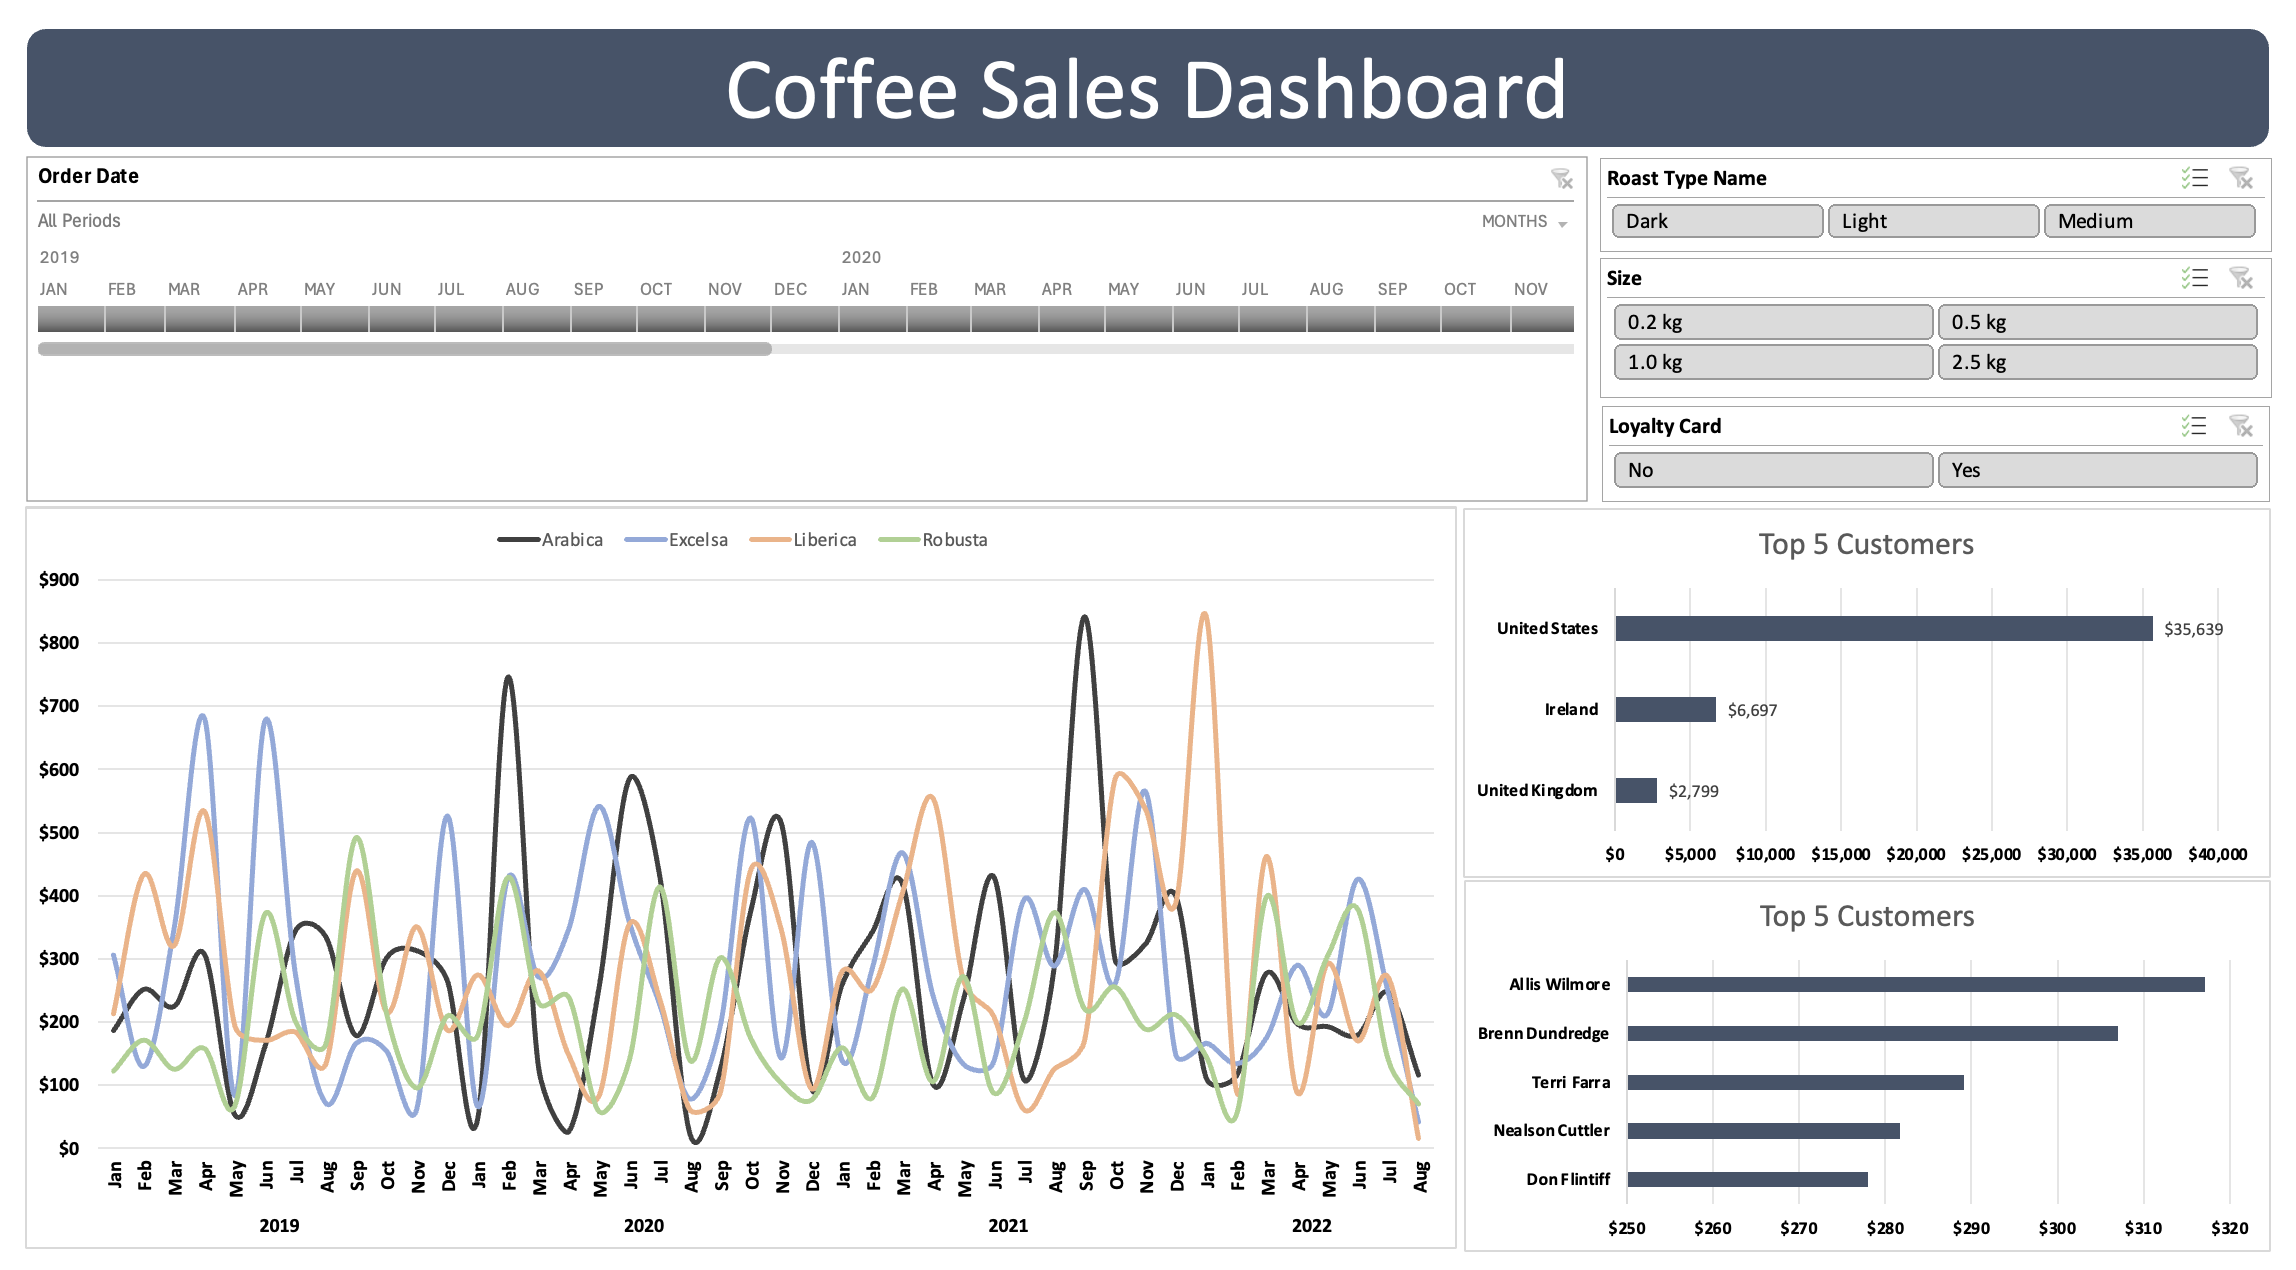 Coffee Sales Dashboard
Order Date
All Periods
MONTHS
2019 2020
JAN FEB MAR APR MAY JUN JUL AUG SEP OCT NOV DEC JAN FEB MAR APR MAY JUN JUL AUG SEP OCT NOV
Roast Type Name
Dark Light Medium
Size
0.2 kg 0.5 kg
1.0 kg 2.5 kg
Loyalty Card
No Yes
Arabica Excelsa Liberica Robusta
$900
$800
$700
$600
$500
$400
$300
$200
$100
$0
Jan Feb Mar Apr May Jun Jul Aug Sep Oct Nov Dec Jan Feb Mar Apr May Jun Jul Aug Sep Oct Nov Dec Jan Feb Mar Apr May Jun Jul Aug Sep Oct Nov Dec Jan Feb Mar Apr May Jun Jul Aug
2019 2020 2021 2022
Top 5 Customers
United States $35,639
Ireland $6,697
United Kingdom $2,799
$0 $5,000 $10,000 $15,000 $20,000 $25,000 $30,000 $35,000 $40,000
Top 5 Customers
Allis Wilmore
Brenn Dundredge
Terri Farra
Nealson Cuttler
Don Flintiff
$250 $260 $270 $280 $290 $300 $310 $320